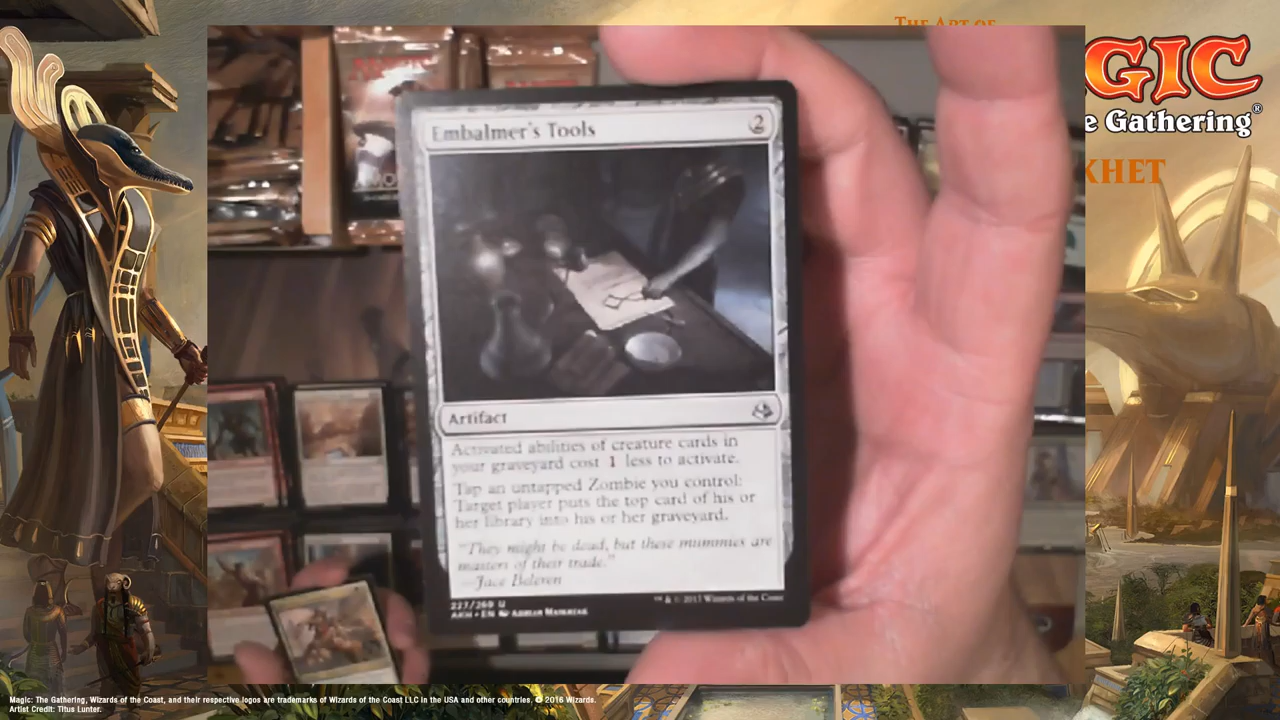 THE ART OF
GIC
e Gathering®
KHET
Embalmer's Tools
2
Artifact
Activated abilities of creature cards in
your graveyard cost 1 less to activate.
Tap an untapped Zombie you control:
Target player puts the top card of his or
her library into his or her graveyard.
"They might be dead, but these mummies are
masters of their trade."
—Jace Beleren
227/269 U
AKH • EN
™ & © 2017 Wizards of the Coast
Magic: The Gathering, Wizards of the Coast, and their respective logos are trademarks of Wizards of the Coast LLC in the USA and other countries. © 2016 Wizards.
Artist Credit: Titus Lunter.